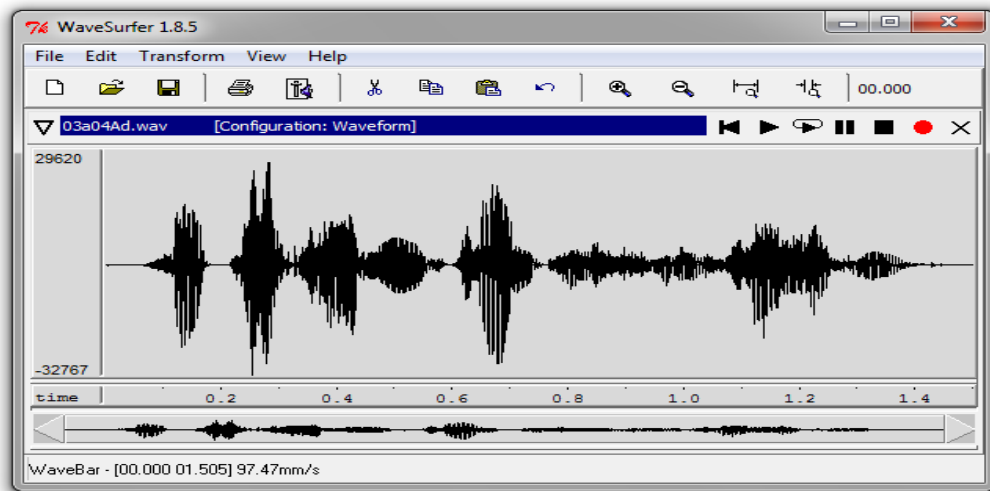 WaveSurfer 1.8.5
File Edit Transform View Help
00.000
03a04Ad.wav [Configuration: Waveform]
29620
-32767
time 0.2 0.4 0.6 0.8 1.0 1.2 1.4
WaveBar - [00.000 01.505] 97.47mm/s